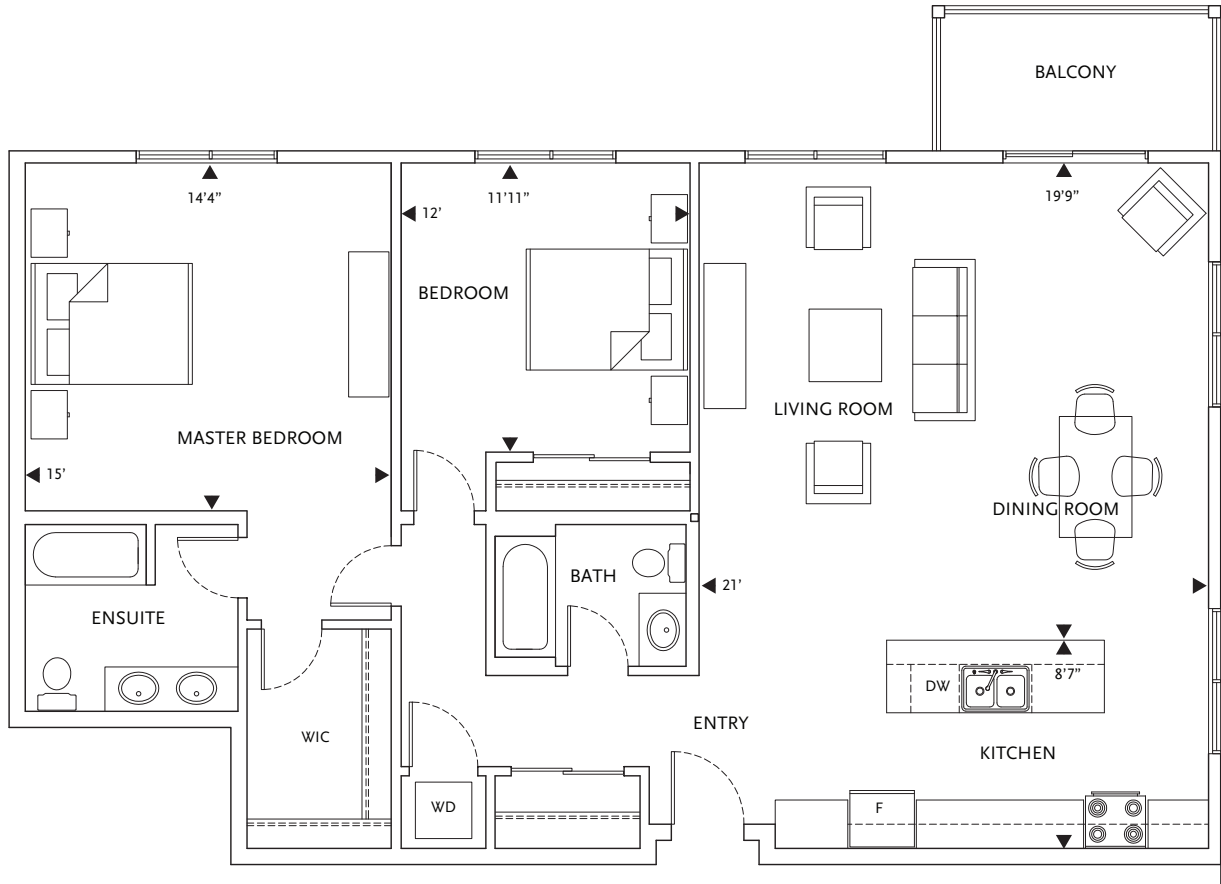 BALCONY
14'4”
12'
11'11”
19'9”
BEDROOM
LIVING ROOM
MASTER BEDROOM
15'
DINING ROOM
BATH
21'
ENSUITE
8'7”
DW
ENTRY
WIC
KITCHEN
WD
F